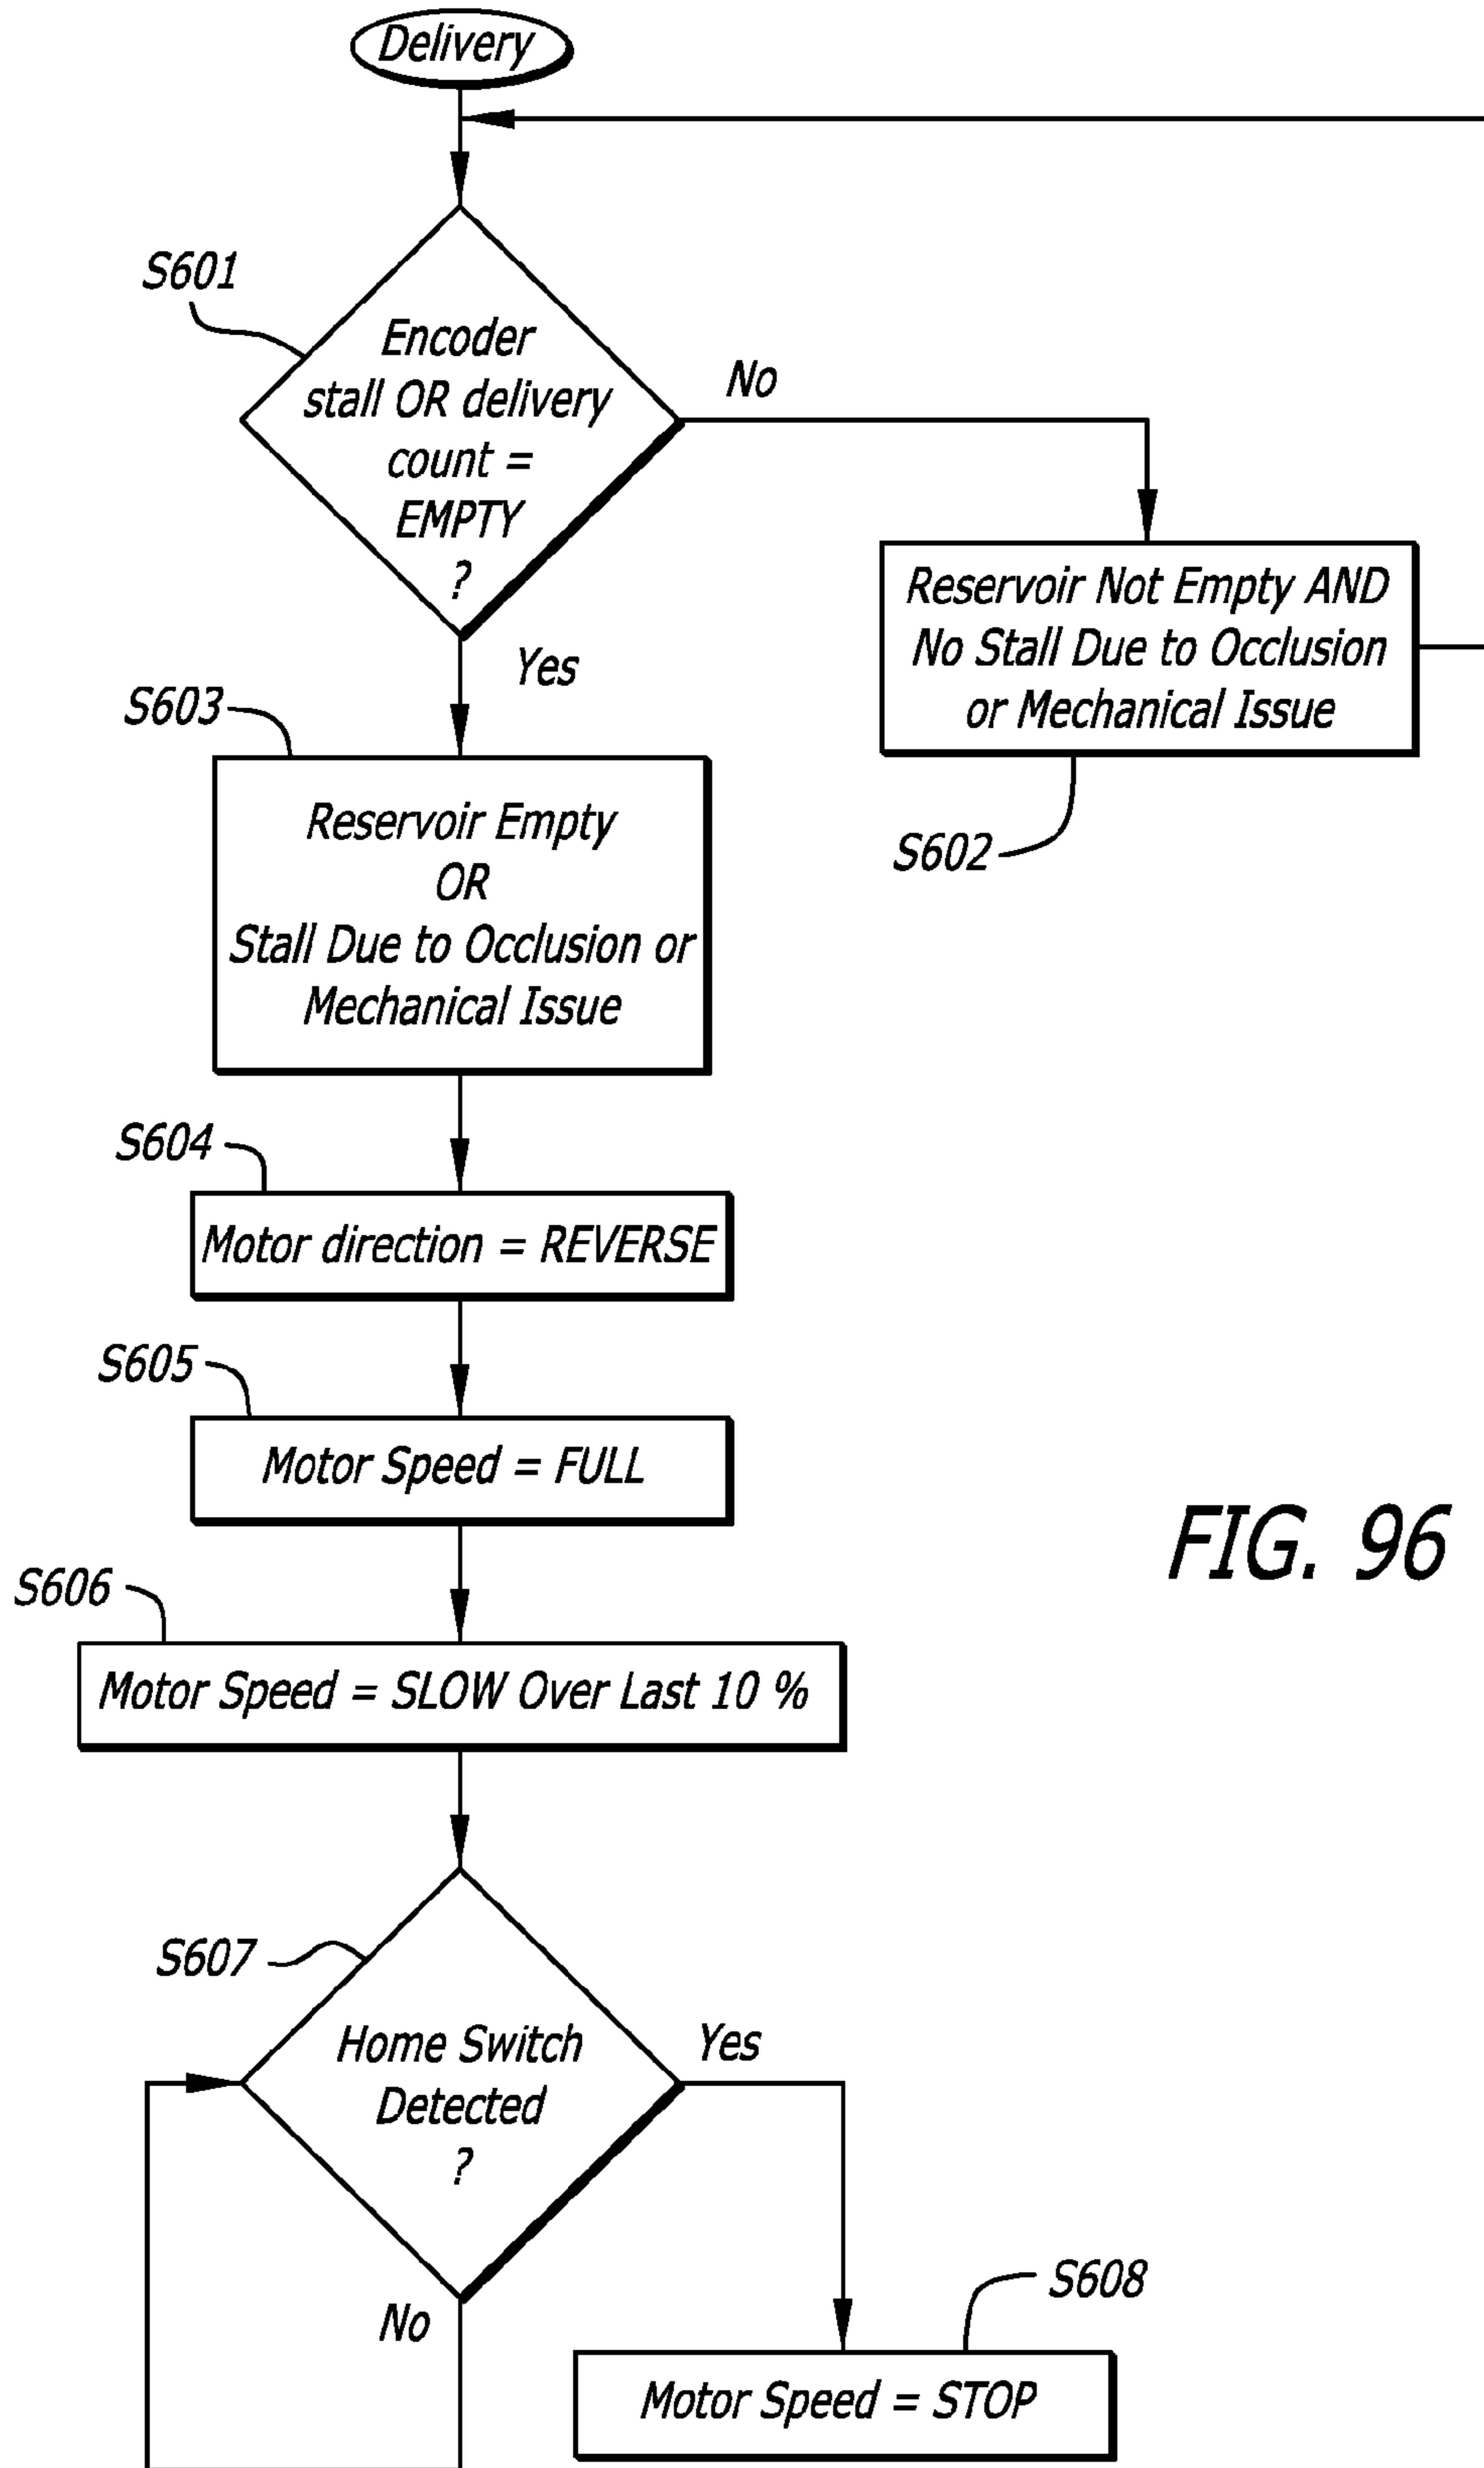 Delivery
S601
Encoder
stall OR delivery
count =
EMPTY
?
No
Yes
Reservoir Not Empty AND
No Stall Due to Occlusion
or Mechanical Issue
S602
S603
Reservoir Empty
OR
Stall Due to Occlusion or
Mechanical Issue
S604
Motor direction = REVERSE
S605
Motor Speed = FULL
FIG. 96
S606
Motor Speed = SLOW Over Last 10 %
S607
Home Switch
Detected
?
Yes
No
S608
Motor Speed = STOP